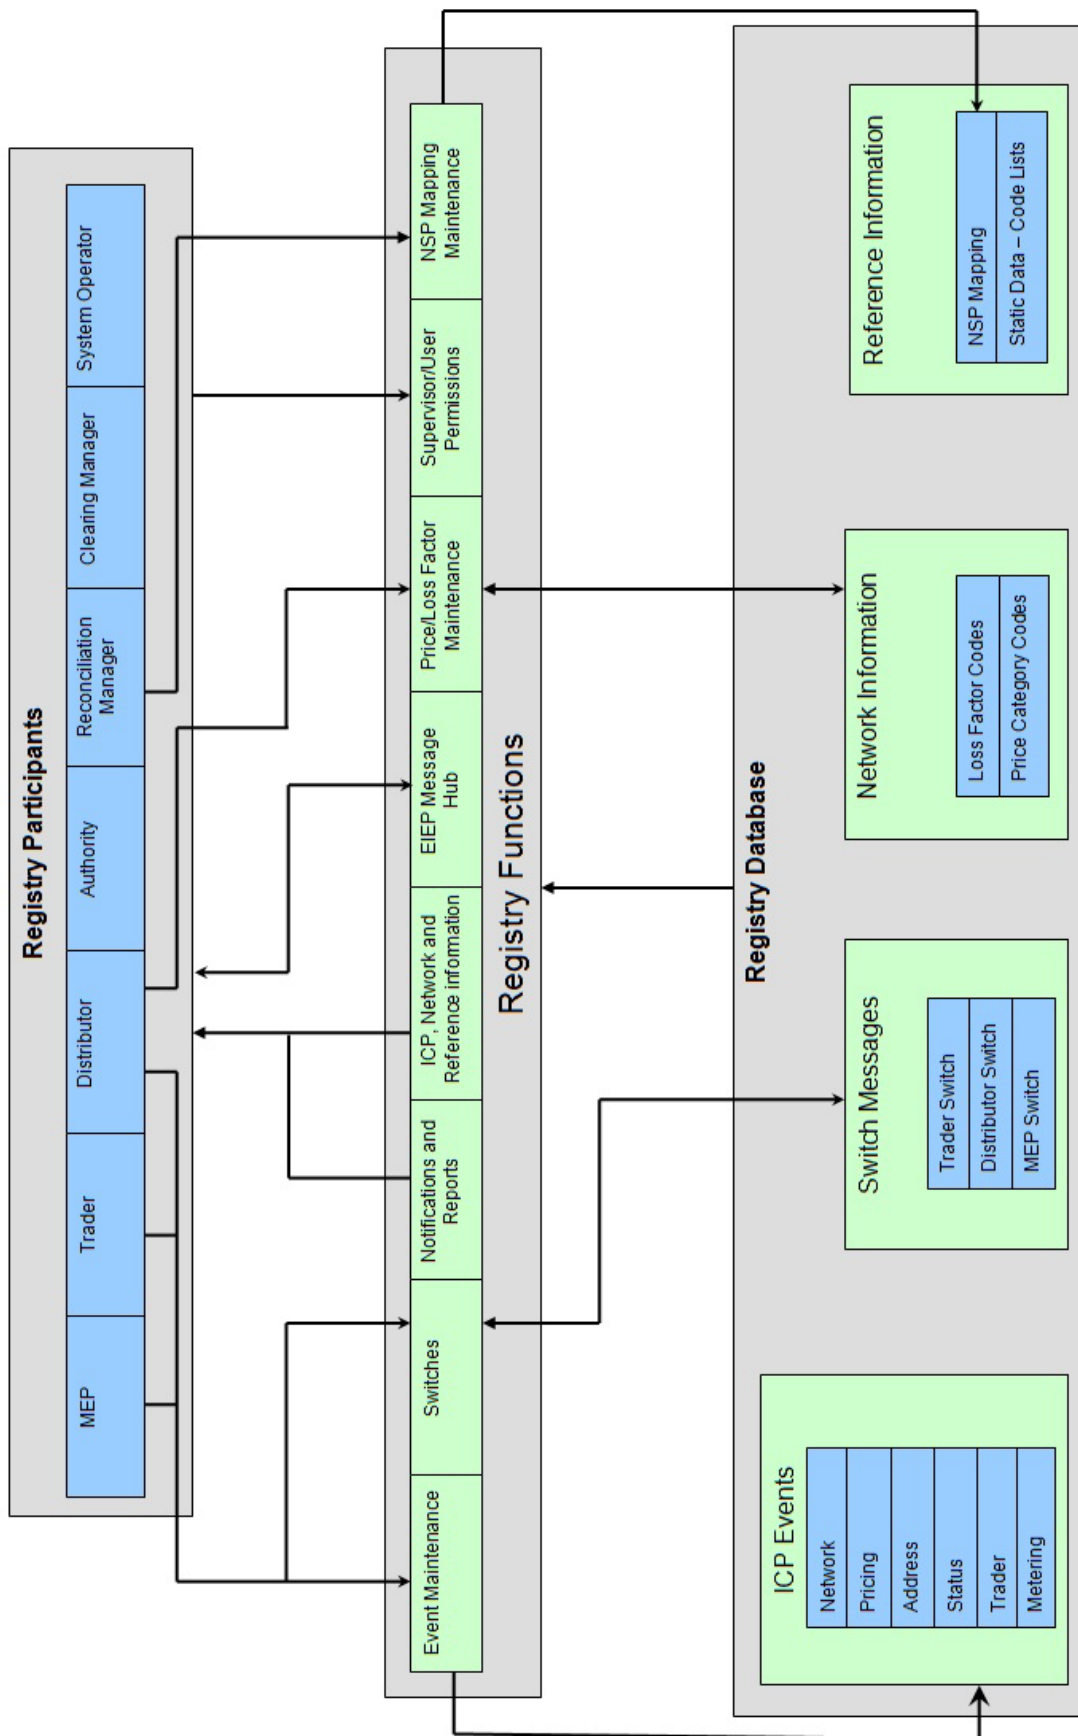 Registry Participants
MEP
Trader
Distributor
Authority
Reconciliation
Manager
Clearing Manager
System Operator
Event Maintenance
Switches
Notifications and
Reports
ICP, Network and
Reference information
EIEP Message
Hub
Price/Loss Factor
Maintenance
Supervisor/User
Permissions
NSP Mapping
Maintenance
Registry Functions
Registry Database
ICP Events
Network
Pricing
Address
Status
Trader
Metering
Switch Messages
Trader Switch
Distributor Switch
MEP Switch
Network Information
Loss Factor Codes
Price Category Codes
Reference Information
NSP Mapping
Static Data – Code Lists